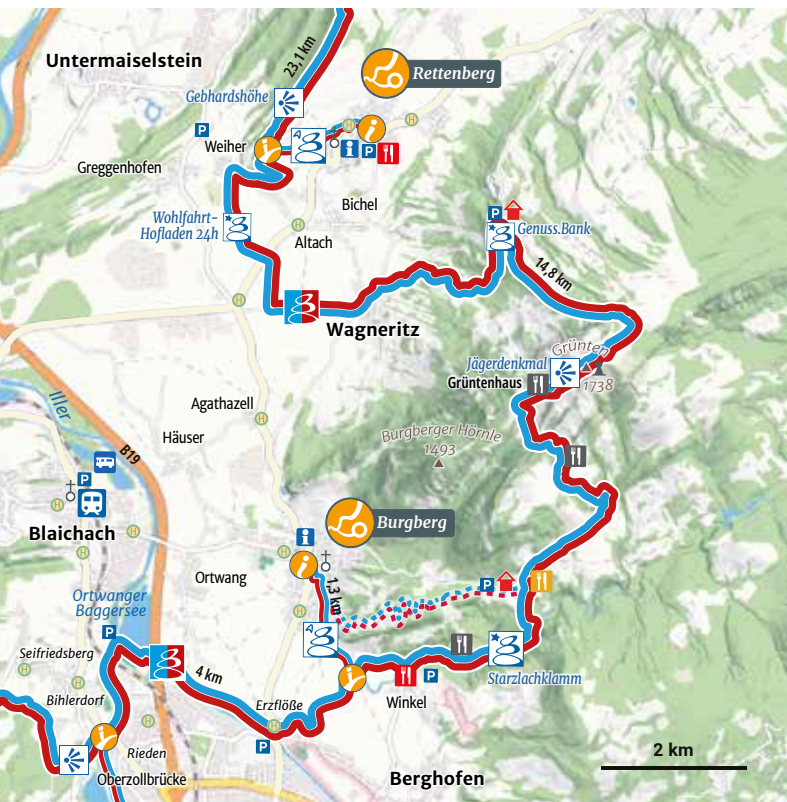 Untermaiselstein
23,1 km
Rettenberg
Gebhardshöhe
P
A
H
i
H
Weiher
i
P
Greggenhofen
Bichel
Wohlfahrt-
Hofladen 24h
H
Altach
P
Genuss.Bank
14,8 km
H
Wagneritz
Grünten
Jägerdenkmal
Grüntenhaus
1738
Iller
Agathazell
H
Häuser
B19
Burgberger Hörnle
1493
P
H
Burgberg
Blaichach
H
H
H
i
i
Ortwang
1,3 km
P
Ortwanger
Baggersee
P
H
A
Seifriedsberg
H
4 km
P
Starzlachklamm
Bihlerdorf
H
Erzflöße
H
Winkel
H
Rieden
P
Oberzollbrücke
Berghofen
2 km